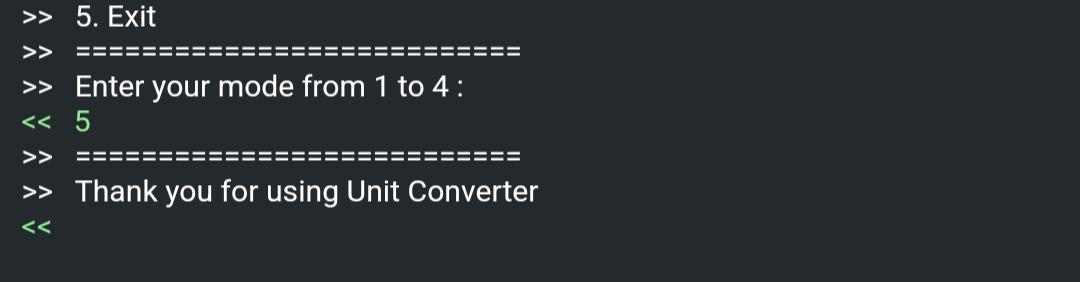 >> 5. Exit
>> ===========================
>> Enter your mode from 1 to 4 :
<< 5
>> ===========================
>> Thank you for using Unit Converter
<<